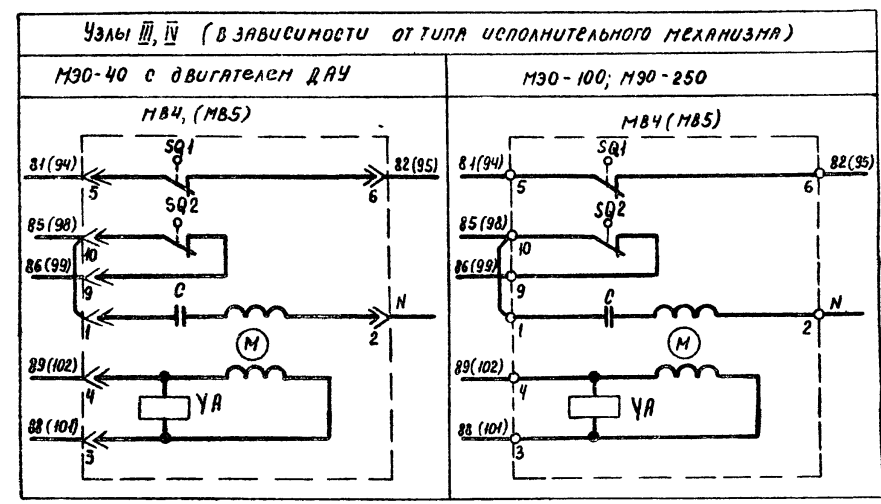 Узлы III, IV (в зависимости от типа исполнительного механизма)
МЭО-40 с двигателем ДАУ
МЭО-100; МЭО-250
МВ4, (МВ5)
SQ1
81(94)
5
82(95)
6
SQ2
85(98)
10
86(99)
9
C
N
1
2
M
89(102)
4
YA
88(101)
3
МВ4(МВ5)
SQ1
81(94)
5
82(95)
6
SQ2
85(98)
10
86(99)
9
C
N
1
2
M
89(102)
4
YA
88(101)
3